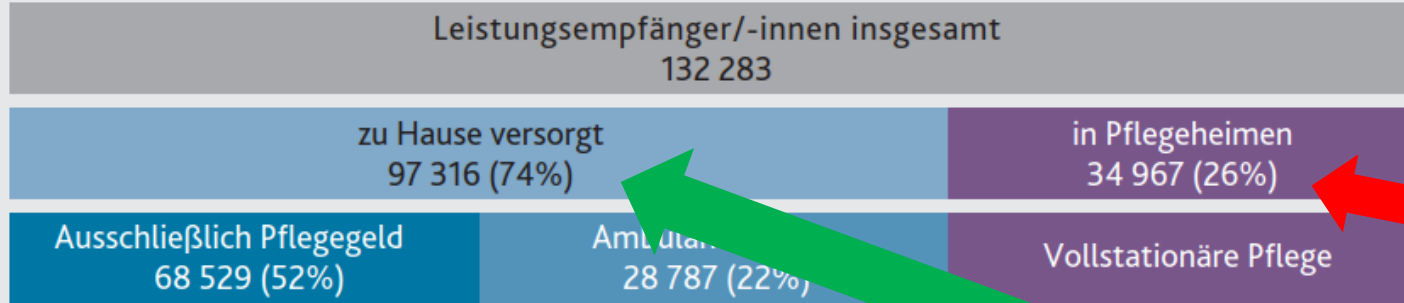 Leistungsempfänger/-innen insgesamt
132 283
zu Hause versorgt
97 316 (74%)
in Pflegeheimen
34 967 (26%)
Ausschließlich Pflegegeld
68 529 (52%)
28 787 (22%)
Vollstationäre Pflege